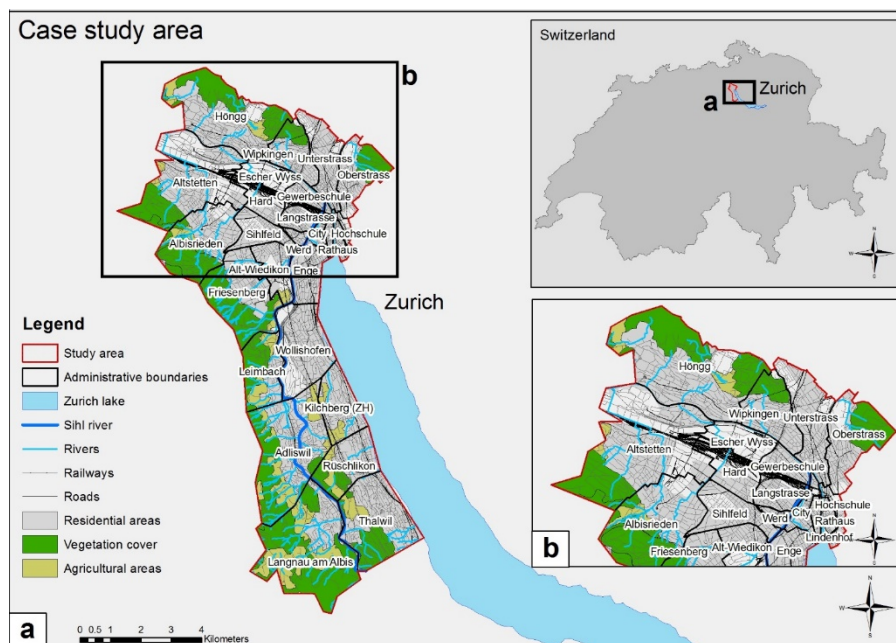 Case study area
b
Höngg
Wipkingen
Unterstrass
Oberstrass
Escher Wyss
Altstetten
Gewerbeschule
Hard
Langstrasse
Sihlfeld
City
Hochschule
Albisrieden
Werd
Rathaus
Alt-Wiedikon
Enge
Friesenberg
Zurich
Wollishofen
Leimbach
Kilchberg (ZH)
Adliswil
Rüschlikon
Thalwil
Langnau am Albis
Legend
Study area
Administrative boundaries
Zurich lake
Sihl river
Rivers
Railways
Roads
Residential areas
Vegetation cover
Agricultural areas
a
0 0.5 1 2 3 4
Kilometers
Switzerland
Zurich
a
N
W E
S
Höngg
Wipkingen
Unterstrass
Oberstrass
Escher Wyss
Altstetten
Gewerbeschule
Hard
Langstrasse
Hochschule
Sihlfeld
City
Rathaus
Albisrieden
Werd
Lindenhof
Alt-Wiedikon
Friesenberg
Enge
b
N
W E
S
N
W E
S